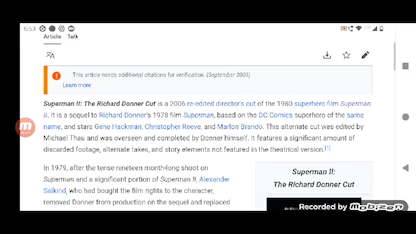 6:53
Article Talk
This article needs additional citations for verification. (September 2009)
Learn more
Superman II: The Richard Donner Cut is a 2006 re-edited director's cut of the 1980 superhero film Superman
II. It is a sequel to Richard Donner's 1978 film Superman, based on the DC Comics superhero of the same
name, and stars Gene Hackman, Christopher Reeve, and Marlon Brando. This alternate cut was edited by
Michael Thau and was overseen and completed by Donner himself. It features a significant amount of
discarded footage, alternate takes, and story elements not featured in the theatrical version.
In 1979, after the tense nineteen month-long shoot on
Superman and a significant portion of Superman II, Alexander
Salkind, who had bought the film rights to the character,
removed Donner from production on the sequel and replaced
Superman II:
The Richard Donner Cut
Recorded by
Mobizen